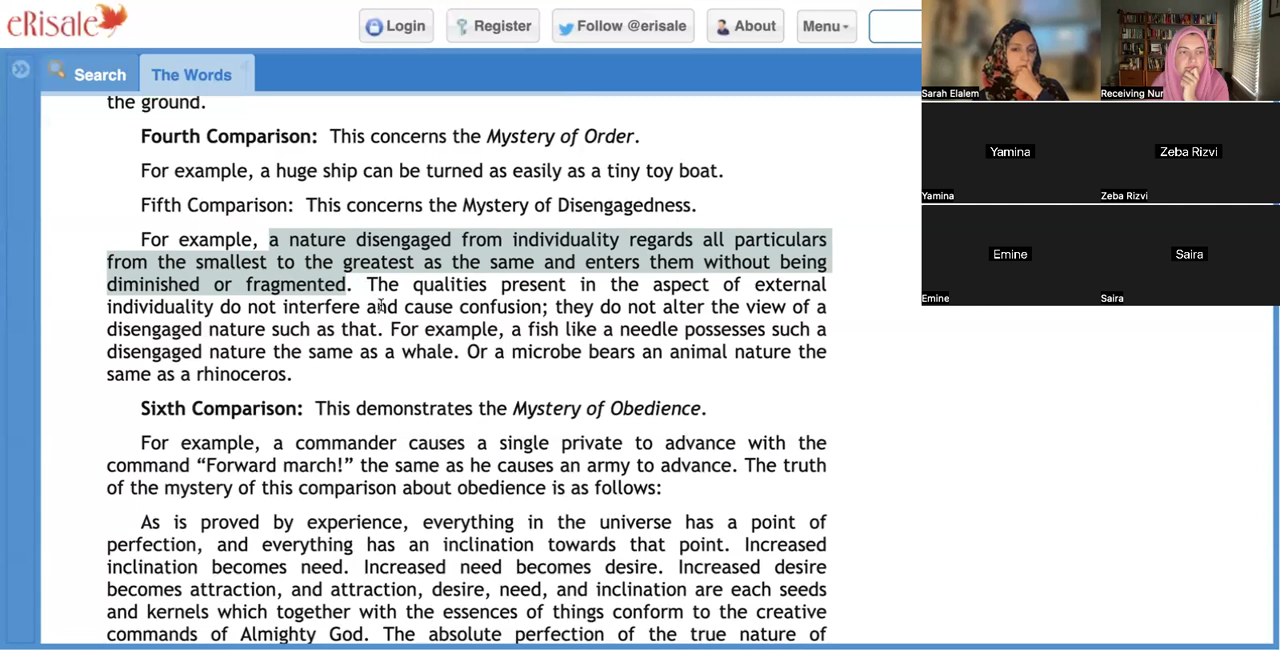 eRisale
Login
Register
Follow @erisale
About
Menu
Search
The Words
the ground.
Fourth Comparison: This concerns the Mystery of Order.
For example, a huge ship can be turned as easily as a tiny toy boat.
Fifth Comparison: This concerns the Mystery of Disengagedness.
For example, a nature disengaged from individuality regards all particulars
from the smallest to the greatest as the same and enters them without being
diminished or fragmented. The qualities present in the aspect of external
individuality do not interfere and cause confusion; they do not alter the view of a
disengaged nature such as that. For example, a fish like a needle possesses such a
disengaged nature the same as a whale. Or a microbe bears an animal nature the
same as a rhinoceros.
Sixth Comparison: This demonstrates the Mystery of Obedience.
For example, a commander causes a single private to advance with the
command “Forward march!” the same as he causes an army to advance. The truth
of the mystery of this comparison about obedience is as follows:
As is proved by experience, everything in the universe has a point of
perfection, and everything has an inclination towards that point. Increased
inclination becomes need. Increased need becomes desire. Increased desire
becomes attraction, and attraction, desire, need, and inclination are each seeds
and kernels which together with the essences of things conform to the creative
commands of Almighty God. The absolute perfection of the true nature of
Sarah Elalem
Receiving Nur
Yamina
Zeba Rizvi
Yamina
Zeba Rizvi
Emine
Saira
Emine
Saira